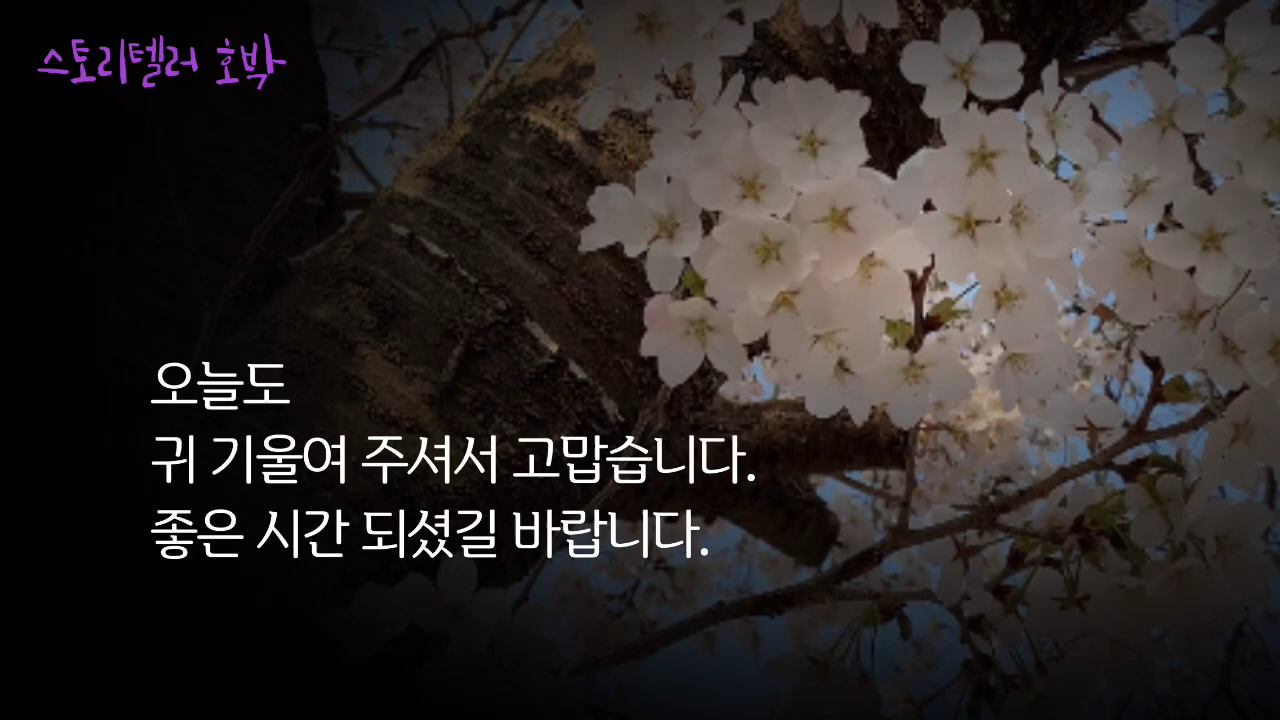 스토리텔러 호박
오늘도
귀 기울여 주셔서 고맙습니다.
좋은 시간 되셨길 바랍니다.